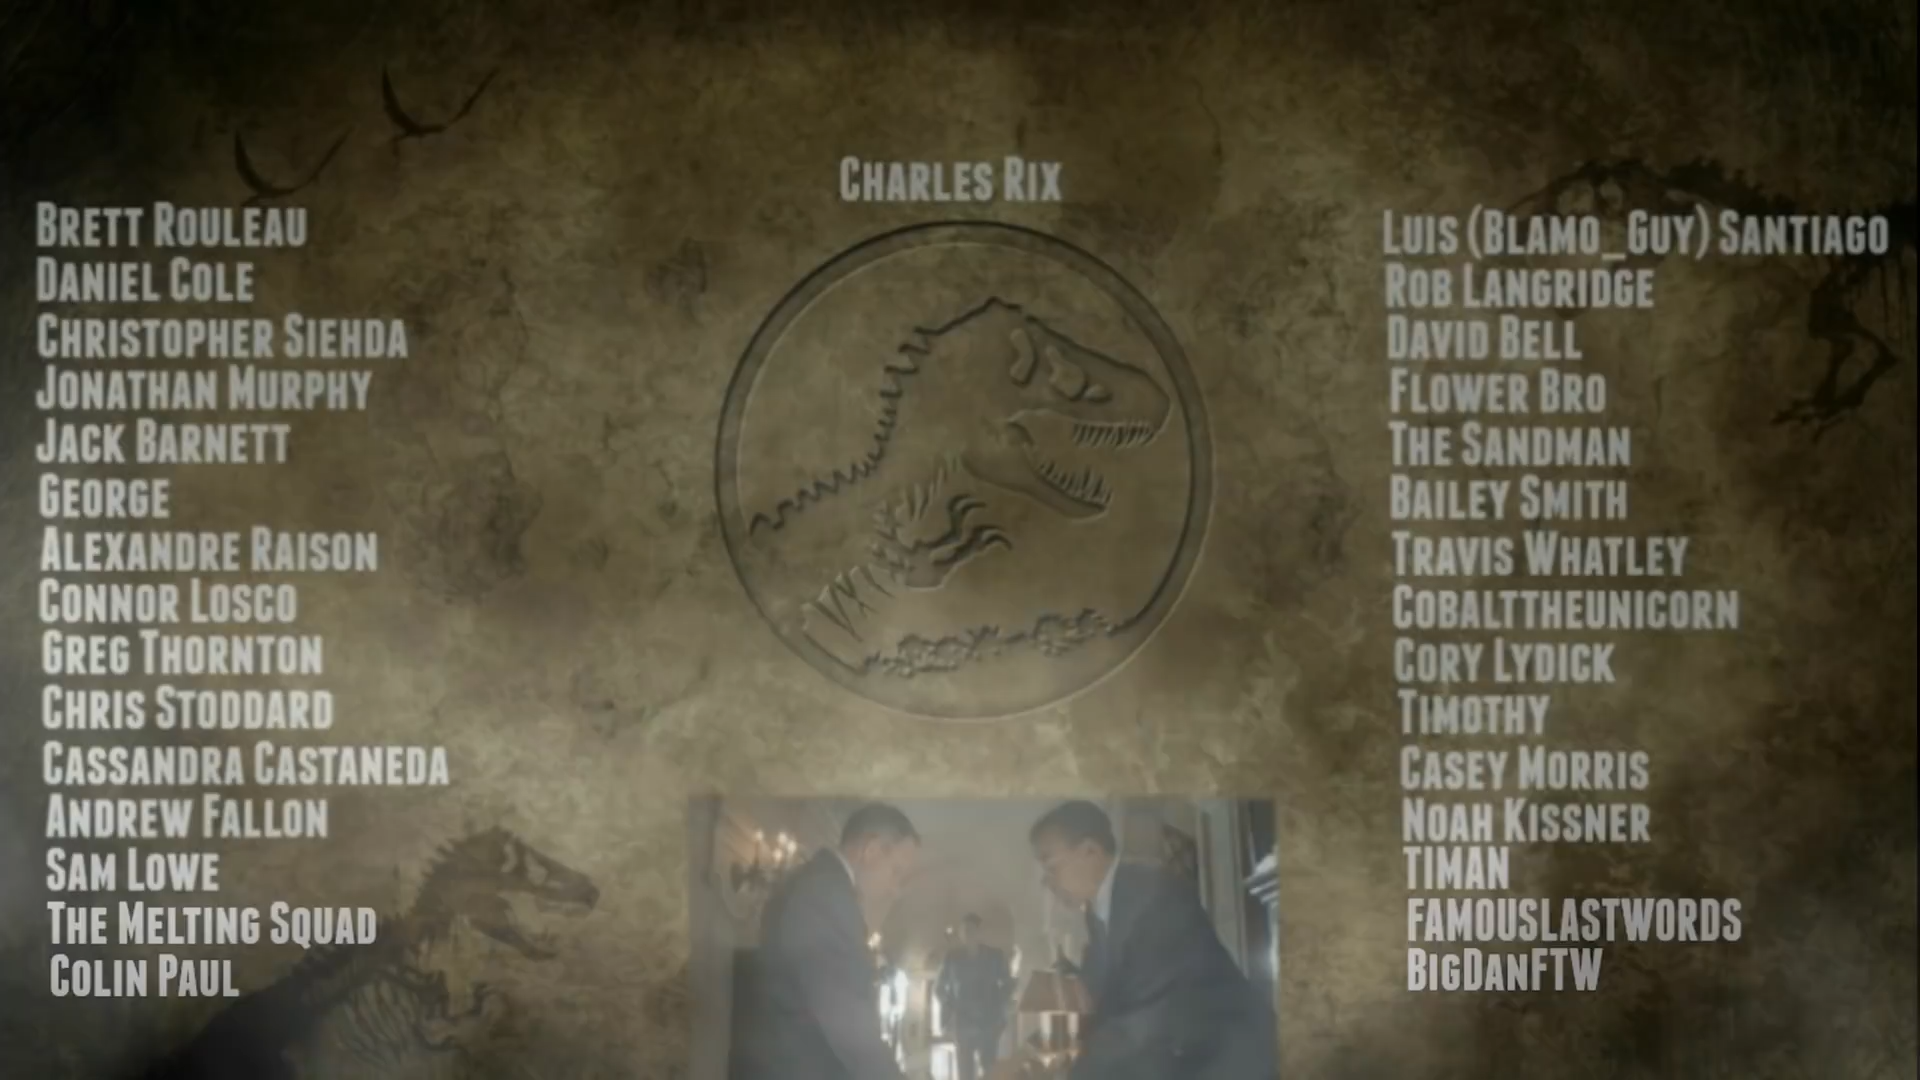 CHARLES RIX
BRETT ROULEAU
DANIEL COLE
CHRISTOPHER SIEHDA
JONATHAN MURPHY
JACK BARNETT
GEORGE
ALEXANDRE RAISON
CONNOR LOSCO
GREG THORNTON
CHRIS STODDARD
CASSANDRA CASTANEDA
ANDREW FALLON
SAM LOWE
THE MELTING SQUAD
COLIN PAUL
LUIS (BLAMO_GUY) SANTIAGO
ROB LANGRIDGE
DAVID BELL
FLOWER BRO
THE SANDMAN
BAILEY SMITH
TRAVIS WHATLEY
COBALTTHEUNICORN
CORY LYDICK
TIMOTHY
CASEY MORRIS
NOAH KISSNER
TIMAN
FAMOUSLASTWORDS
BIGDANFTW